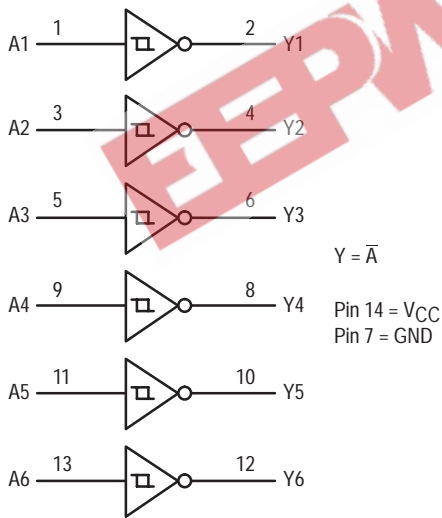 A1 1 2 Y1
A2 3 4 Y2
A3 5 6 Y3
Y = A̅
A4 9 8 Y4
Pin 14 = VCC
Pin 7 = GND
A5 11 10 Y5
A6 13 12 Y6